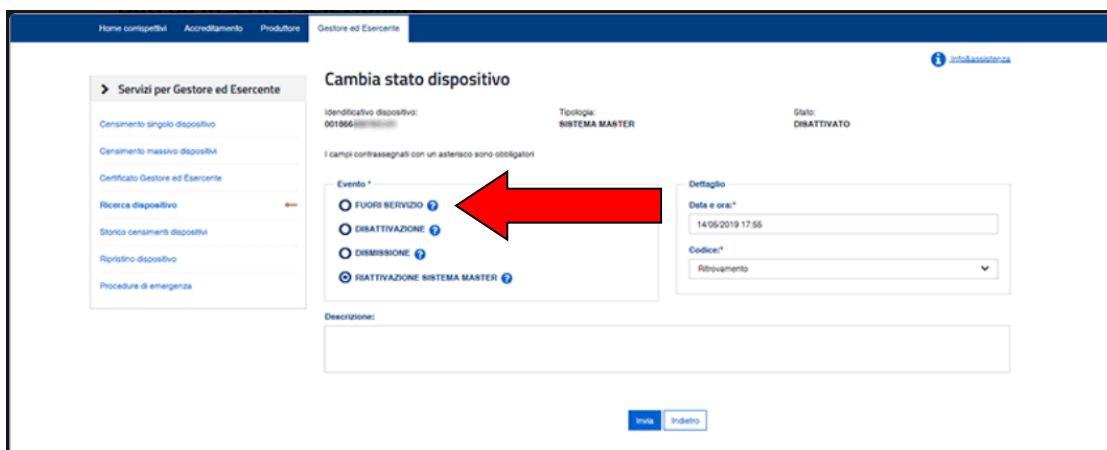 Home corrispettivi Accreditamento Produttore Gestore ed Esercente
Info&assistenza
Servizi per Gestore ed Esercente
Censimento singolo dispositivo
Censimento massivo dispositivi
Certificato Gestore ed Esercente
Ricerca dispositivo
Storico censimenti dispositivi
Ripristino dispositivo
Procedure di emergenza
Cambia stato dispositivo
Identificativo dispositivo: Tipologia: Stato:
001866 SISTEMA MASTER DISATTIVATO
I campi contrassegnati con un asterisco sono obbligatori
Evento *
FUORI SERVIZIO
DISATTIVAZIONE
DISMISSIONE
RIATTIVAZIONE SISTEMA MASTER
Dettaglio
Data e ora:*
14/05/2019 17:55
Codice:*
Ritrovamento
Descrizione:
Invia Indietro